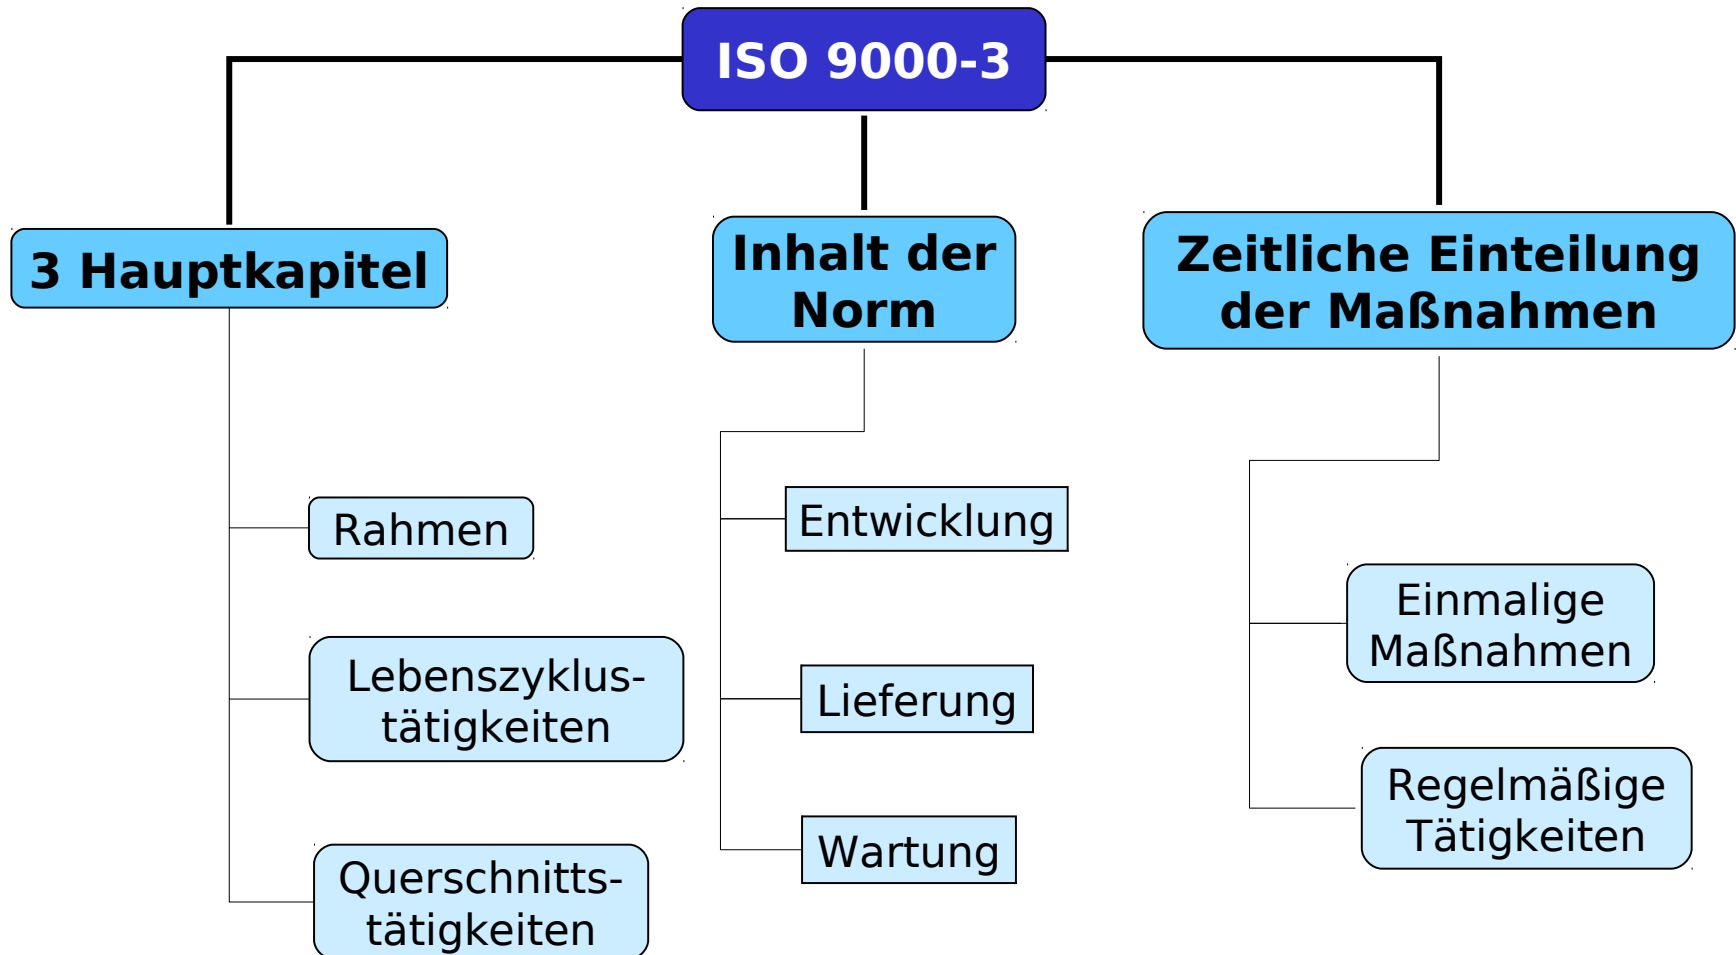 ISO 9000-3
3 Hauptkapitel
Rahmen
Lebenszyklus-
tätigkeiten
Querschnitts-
tätigkeiten
Inhalt der
Norm
Entwicklung
Lieferung
Wartung
Zeitliche Einteilung
der Maßnahmen
Einmalige
Maßnahmen
Regelmäßige
Tätigkeiten